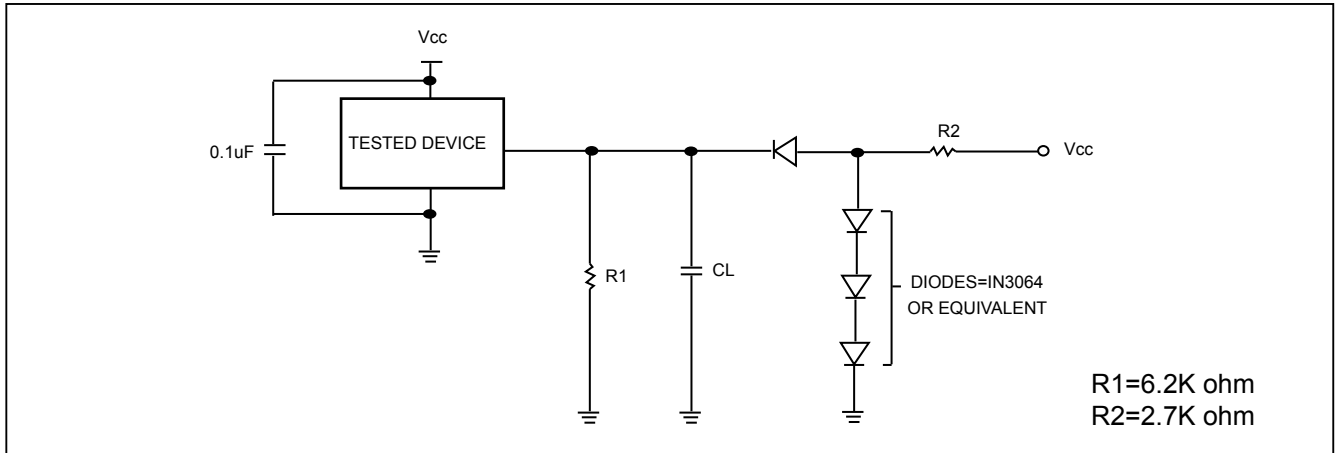 Vcc
TESTED DEVICE
0.1uF
R2
Vcc
R1
CL
DIODES=IN3064
OR EQUIVALENT
R1=6.2K ohm
R2=2.7K ohm